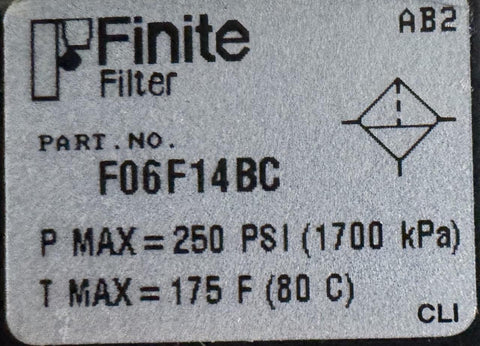 AB2
Finite
Filter
PART.NO.
F06F14BC
P MAX = 250 PSI (1700 kPa)
T MAX = 175 F (80 C)
CLI